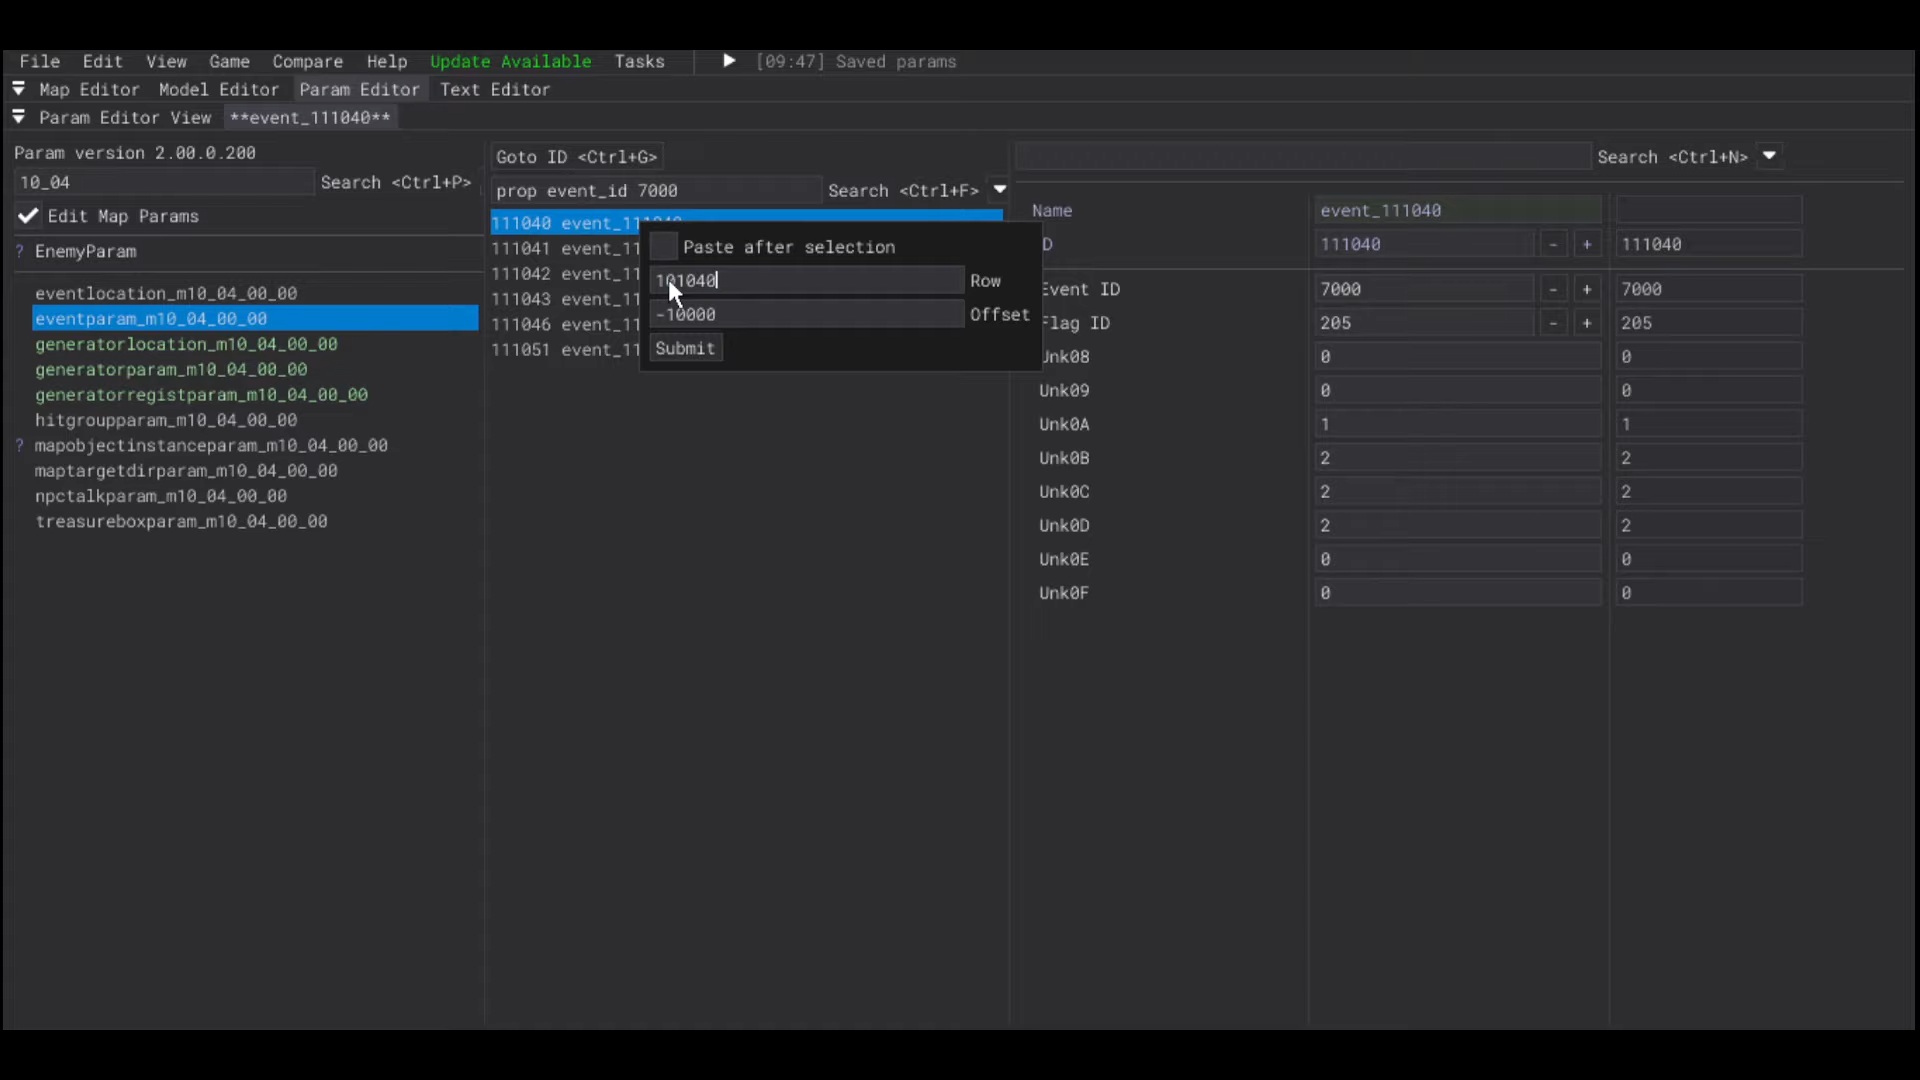 File Edit View Game Compare Help Update Available Tasks [09:47] Saved params
Map Editor Model Editor Param Editor Text Editor
Param Editor View **event_111040**
Param version 2.00.0.200
10_04 Search <Ctrl+P>
Edit Map Params
? EnemyParam
eventlocation_m10_04_00_00
eventparam_m10_04_00_00
generatorlocation_m10_04_00_00
generatorparam_m10_04_00_00
generatorregistparam_m10_04_00_00
hitgroupparam_m10_04_00_00
? mapobjectinstanceparam_m10_04_00_00
maptargetdirparam_m10_04_00_00
npctalkparam_m10_04_00_00
treasureboxparam_m10_04_00_00
Goto ID <Ctrl+G>
prop event_id 7000 Search <Ctrl+F>
111040 event_111040
111041 event_11
111042 event_11
111043 event_11
111046 event_11
111051 event_11
Paste after selection
101040 Row
-10000 Offset
Submit
Search <Ctrl+N>
Name event_111040
D 111040 - + 111040
Event ID 7000 - + 7000
Flag ID 205 - + 205
Unk08 0 0
Unk09 0 0
Unk0A 1 1
Unk0B 2 2
Unk0C 2 2
Unk0D 2 2
Unk0E 0 0
Unk0F 0 0